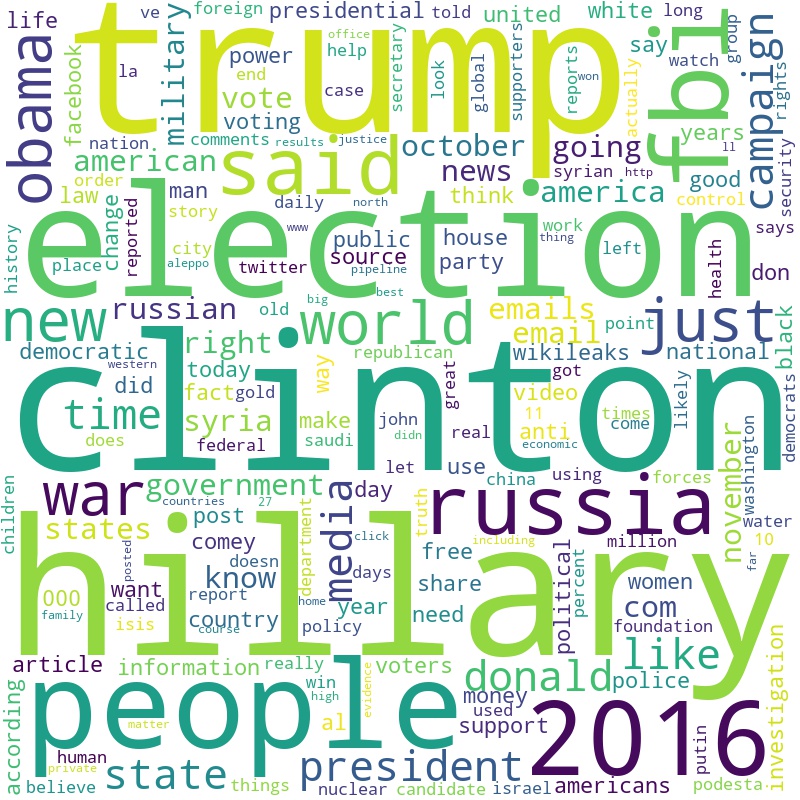 life
ve
foreign
presidential
told
office
united
white
long
trump
obama
facebook
la
military
power
end
help
case
secretary
look
global
supporters
reports
say
watch
group
rights
fbi
campaign
vote
voting
won
actually
nation
comments
results
justice
said
october
going
years
ll
security
american
news
syrian
http
good
law
order
man
daily
north
think
america
control
story
election
history
place
change
reported
city
aleppo
twitter
www
public
source
pipeline
house
party
work
thing
left
health
says
don
new
russian
old
big
best
world
emails
email
point
just
black
democratic
western
right
today
republican
wikileaks
national
did
way
great
got
clinton
time
fact
gold
video
11
times
likely
does
syria
make
john
real
anti
come
democrats
federal
saudi
didn
economic
let
use
china
using
forces
november
washington
war
government
day
russia
children
countries
27
media
truth
million
water
10
states
post
click
department
including
hillary
posted
comey
free
political
percent
far
doesn
know
days
share
women
000
want
report
home
year
need
com
family
called
isis
country
course
policy
foundation
article
information
really
voters
like
people
win
donald
police
investigation
according
high
evidence
al
money
used
support
2016
matter
human
president
putin
believe
private
state
things
nuclear
candidate
israel
americans
podesta